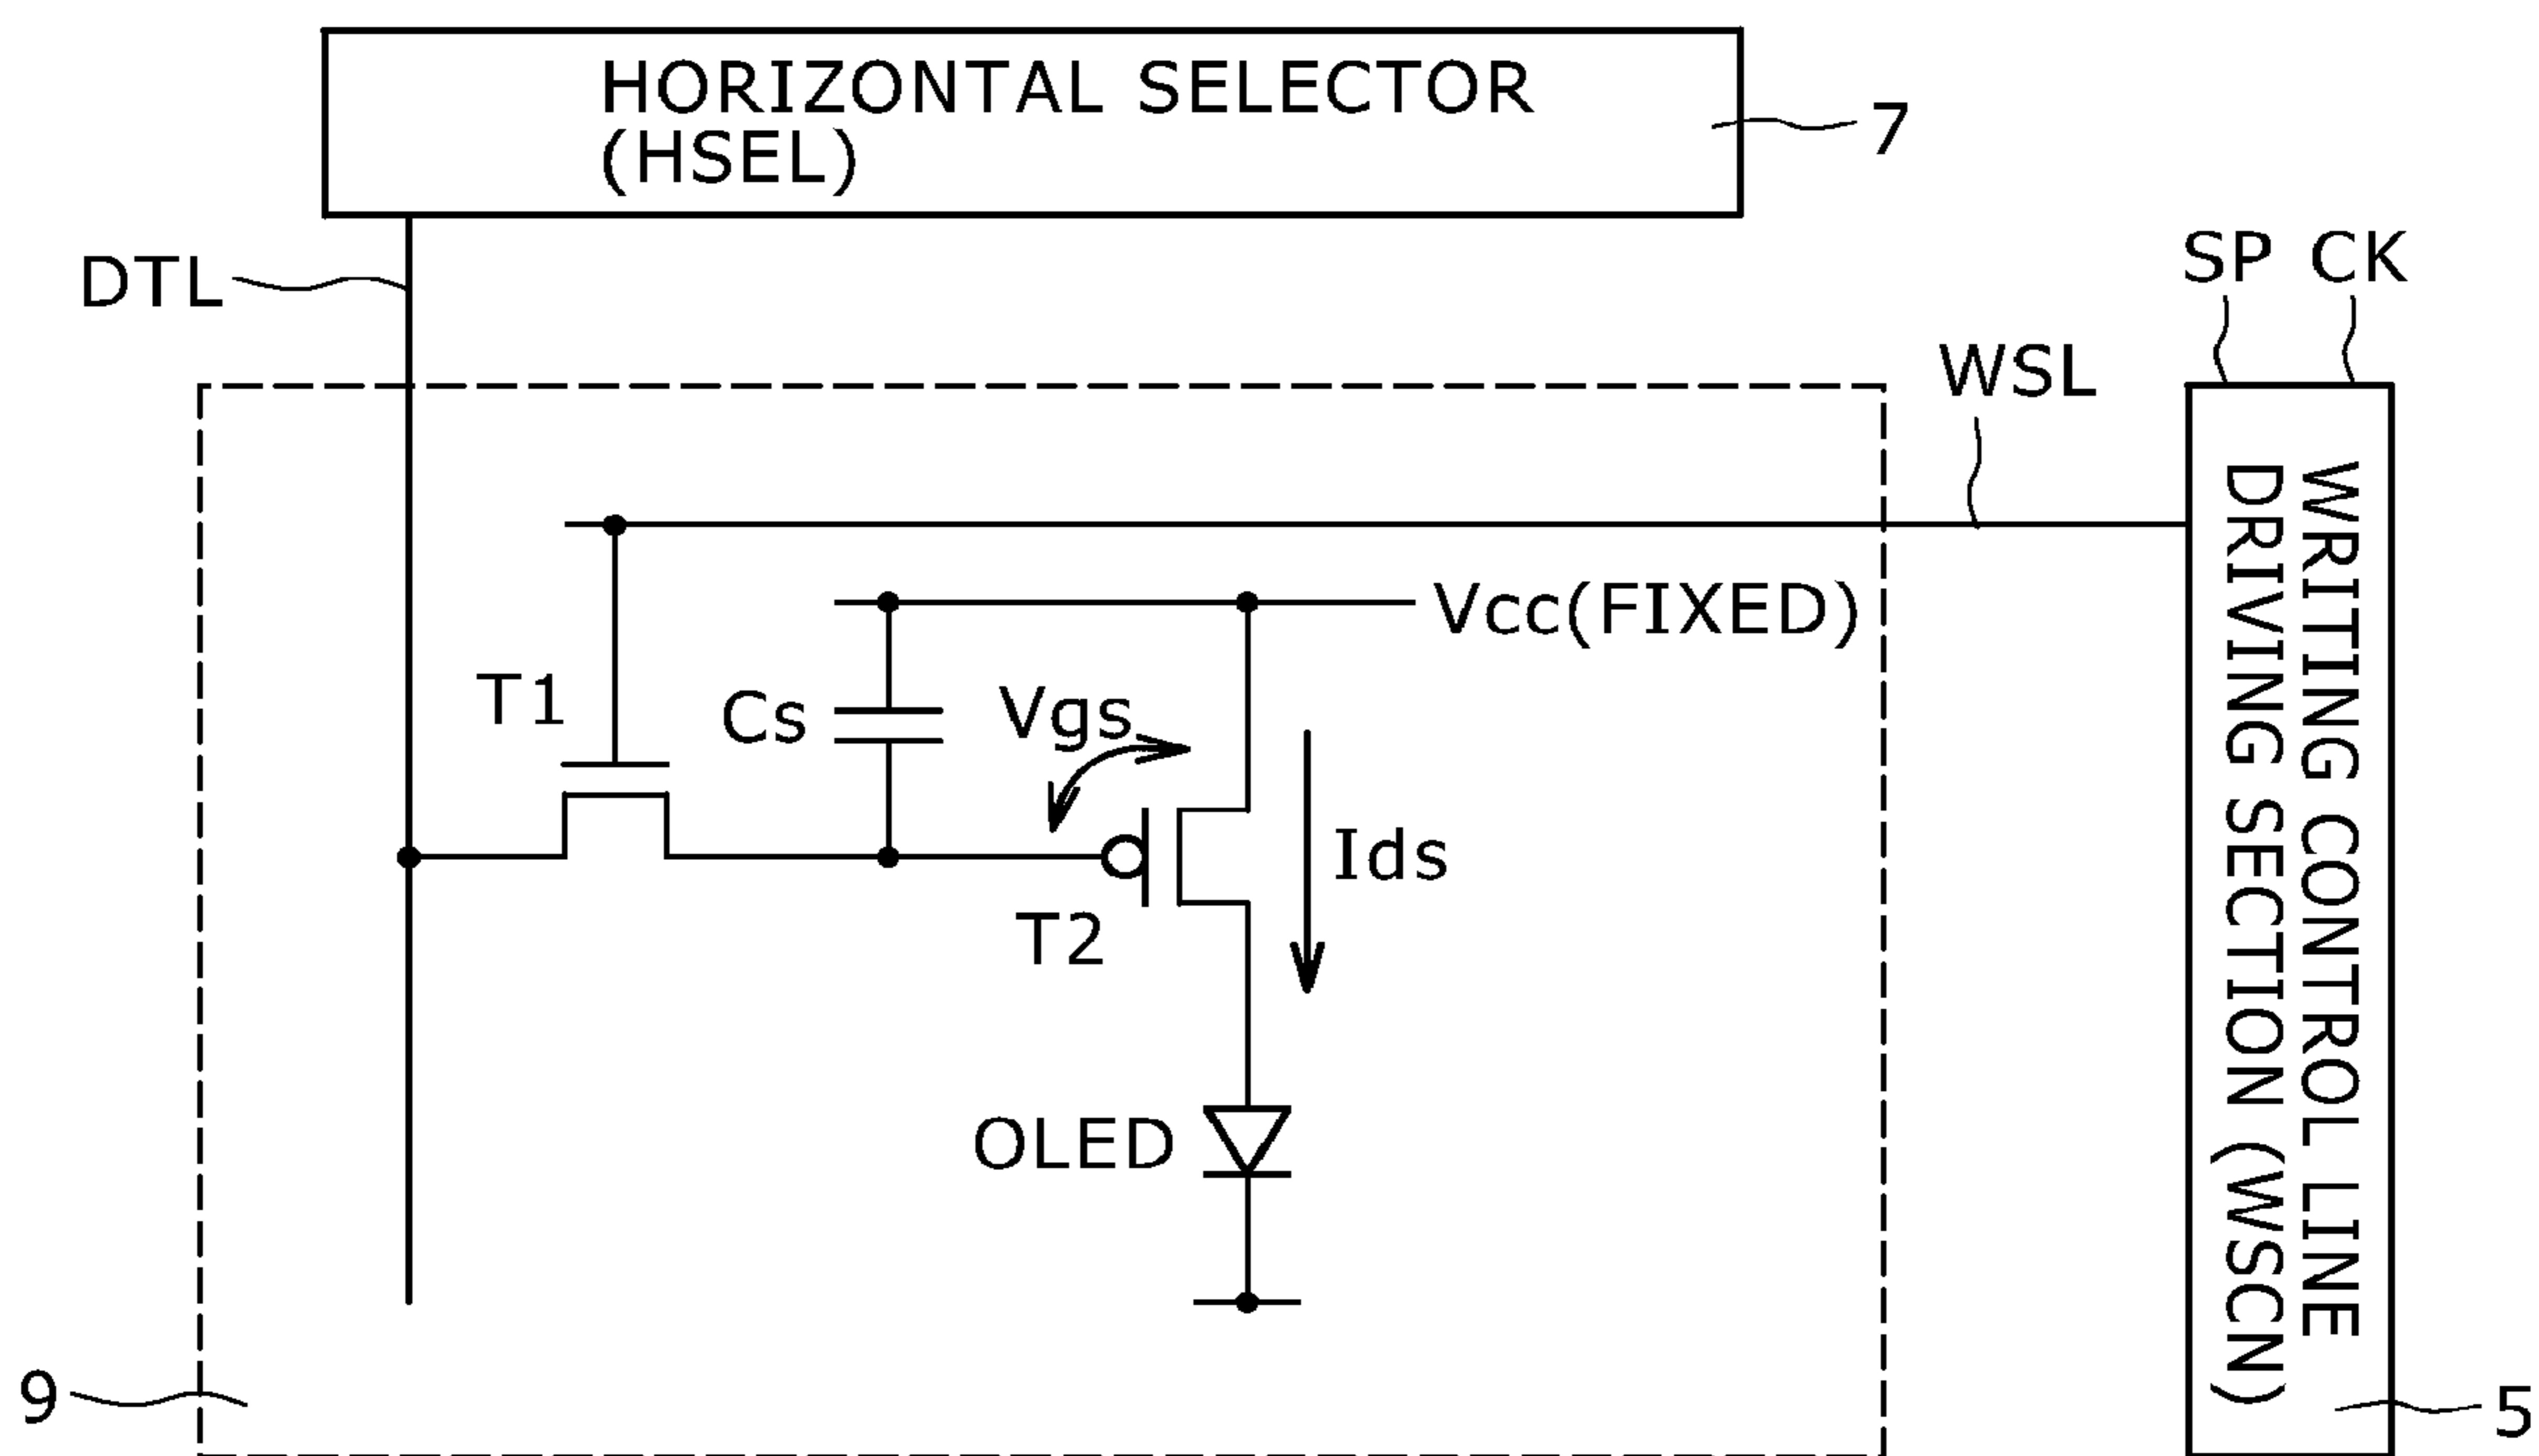 HORIZONTAL SELECTOR
(HSEL)
7
DTL
SP CK
WSL
Vcc(FIXED)
T1
Cs
Vgs
Ids
T2
OLED
WRITING CONTROL LINE
DRIVING SECTION (WSCN)
9
5